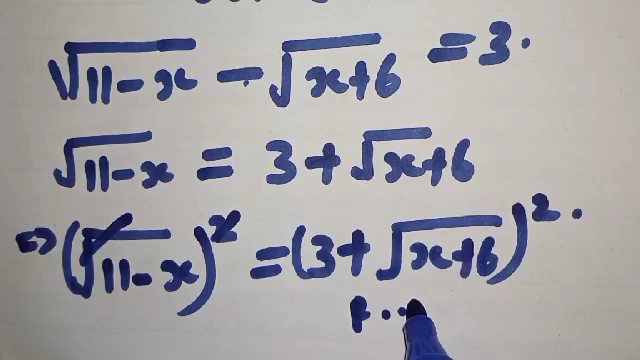 √11-x - √x+6 = 3.
√11-x = 3+√x+6
⇔ (√11-x)² = (3+√x+6)².